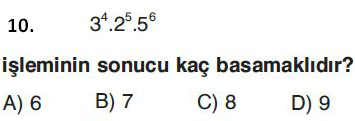 10. 3⁴.2⁵.5⁶
işleminin sonucu kaç basamaklıdır?
A) 6 B) 7 C) 8 D) 9